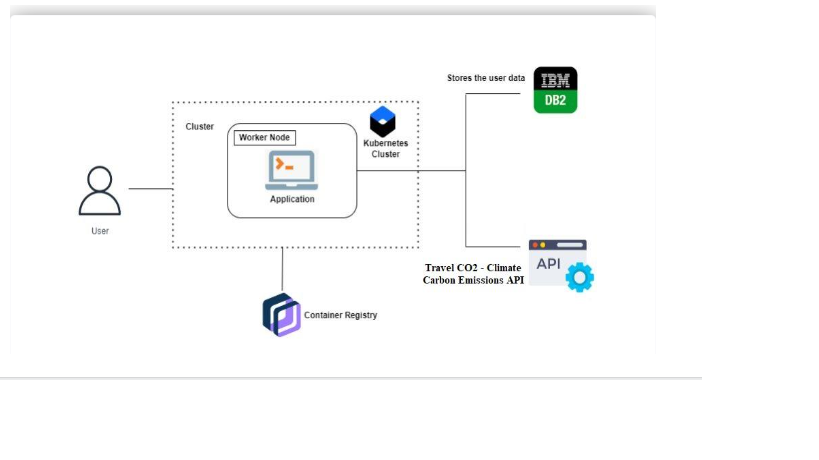 Stores the user data
IBM
DB2
Cluster
Worker Node
Kubernetes
Cluster
Application
User
Travel CO2 - Climate
Carbon Emissions API
API
Container Registry